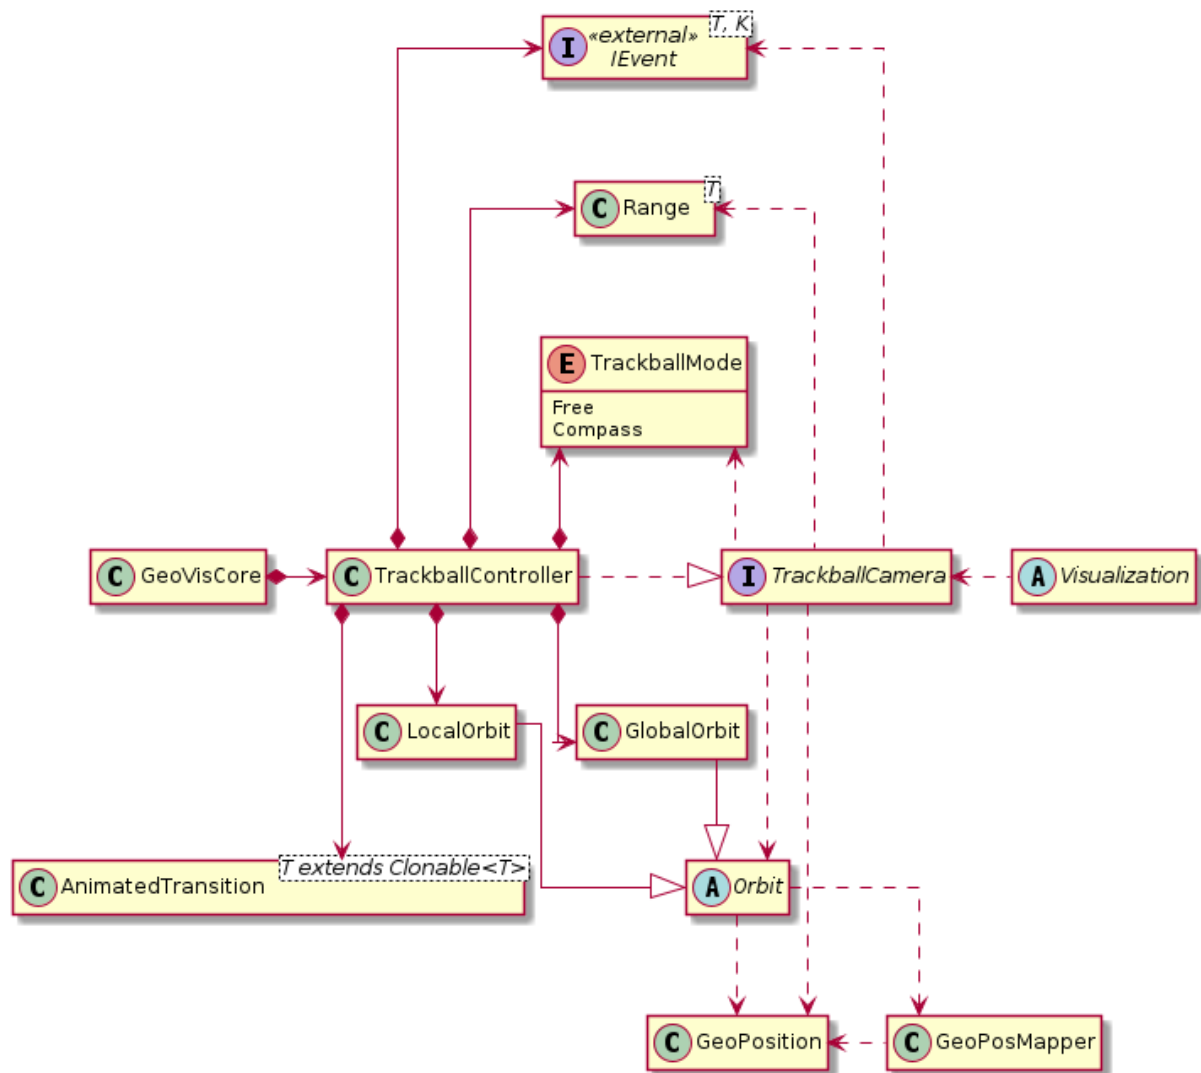 T, K
I
«external»
IEvent
T
C
Range
E
TrackballMode
Free
Compass
C
GeoVisCore
C
TrackballController
I
TrackballCamera
A
Visualization
C
LocalOrbit
C
GlobalOrbit
T extends Clonable<T>
C
AnimatedTransition
A
Orbit
C
GeoPosition
C
GeoPosMapper